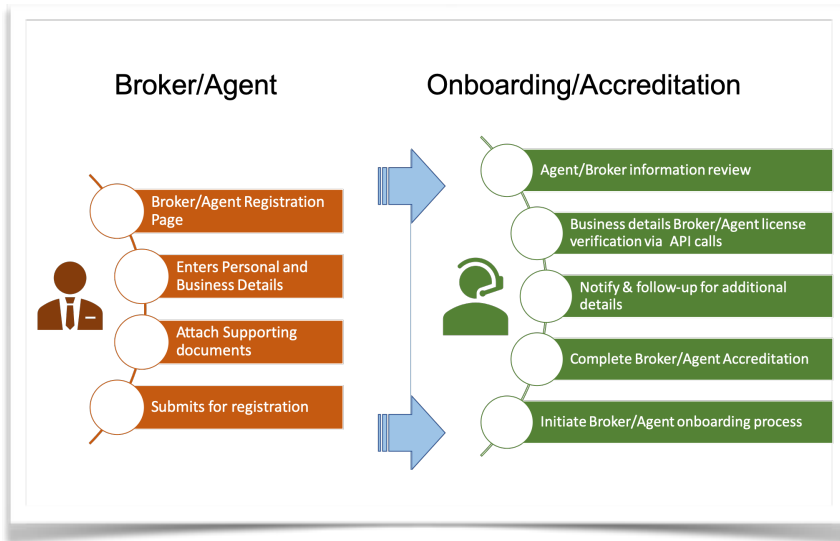 Broker/Agent
Broker/Agent Registration
Page
Enters Personal and
Business Details
Attach Supporting
documents
Submits for registration
Onboarding/Accreditation
Agent/Broker information review
Business details Broker/Agent license
verification via  API calls
Notify & follow-up for additional
details
Complete Broker/Agent Accreditation
Initiate Broker/Agent onboarding process